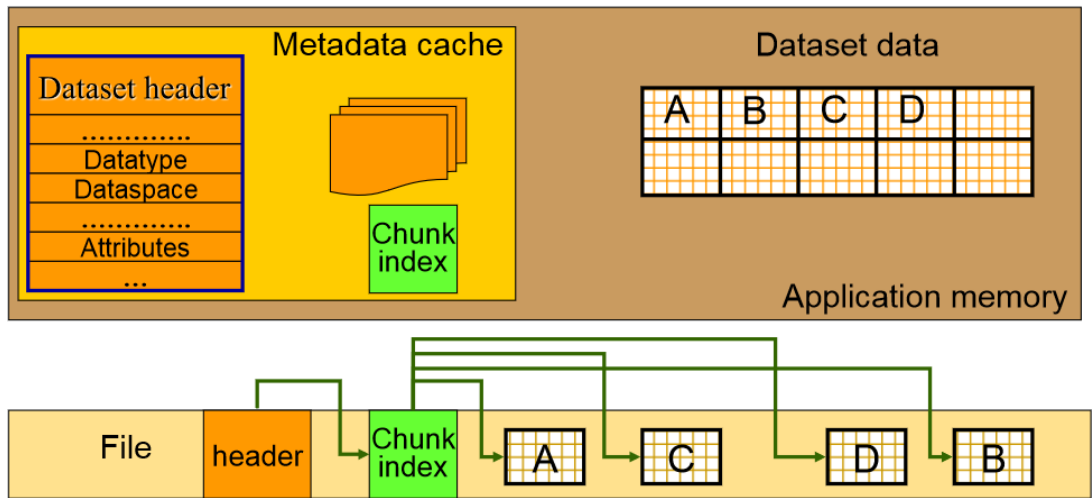 Metadata cache
Dataset data
Dataset header
.............
Datatype
Dataspace
.............
Attributes
...
Chunk
index
A B C D
Application memory
File
header
Chunk
index
A
C
D
B